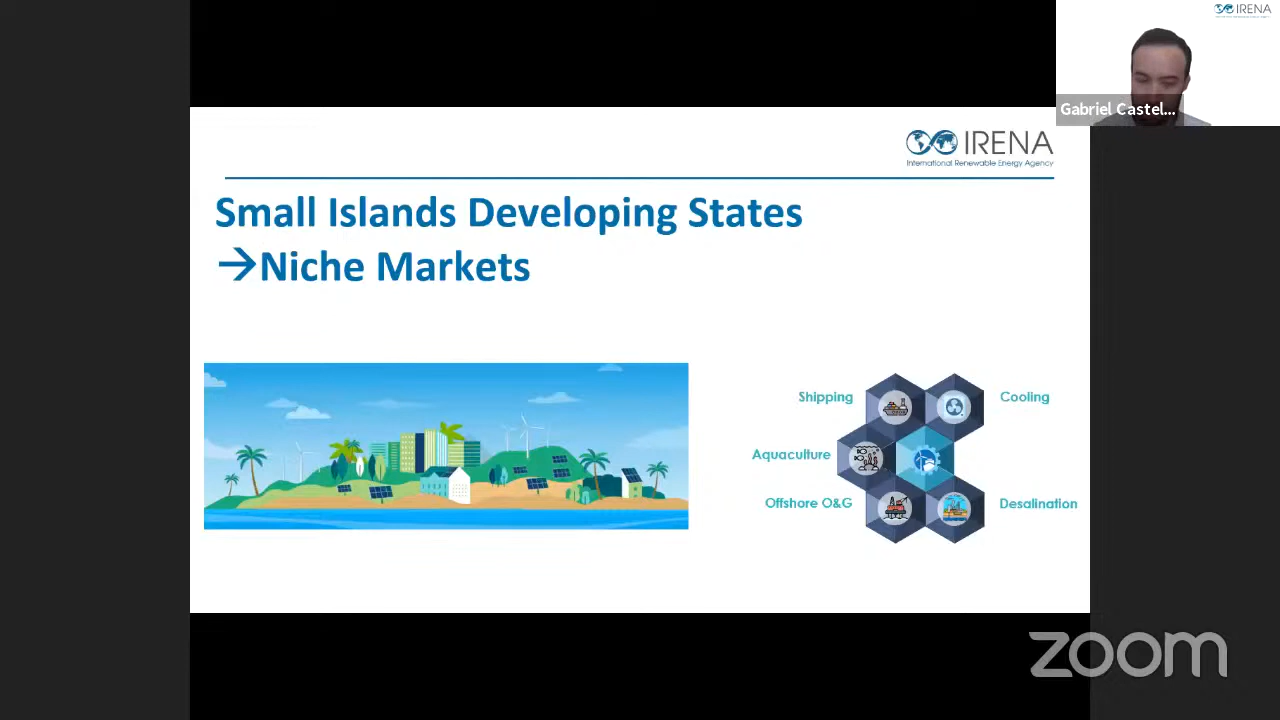 IRENA
Gabriel Castel...
IRENA
International Renewable Energy Agency
Small Islands Developing States
→Niche Markets
Shipping
Cooling
Aquaculture
Offshore O&G
Desalination
zoom